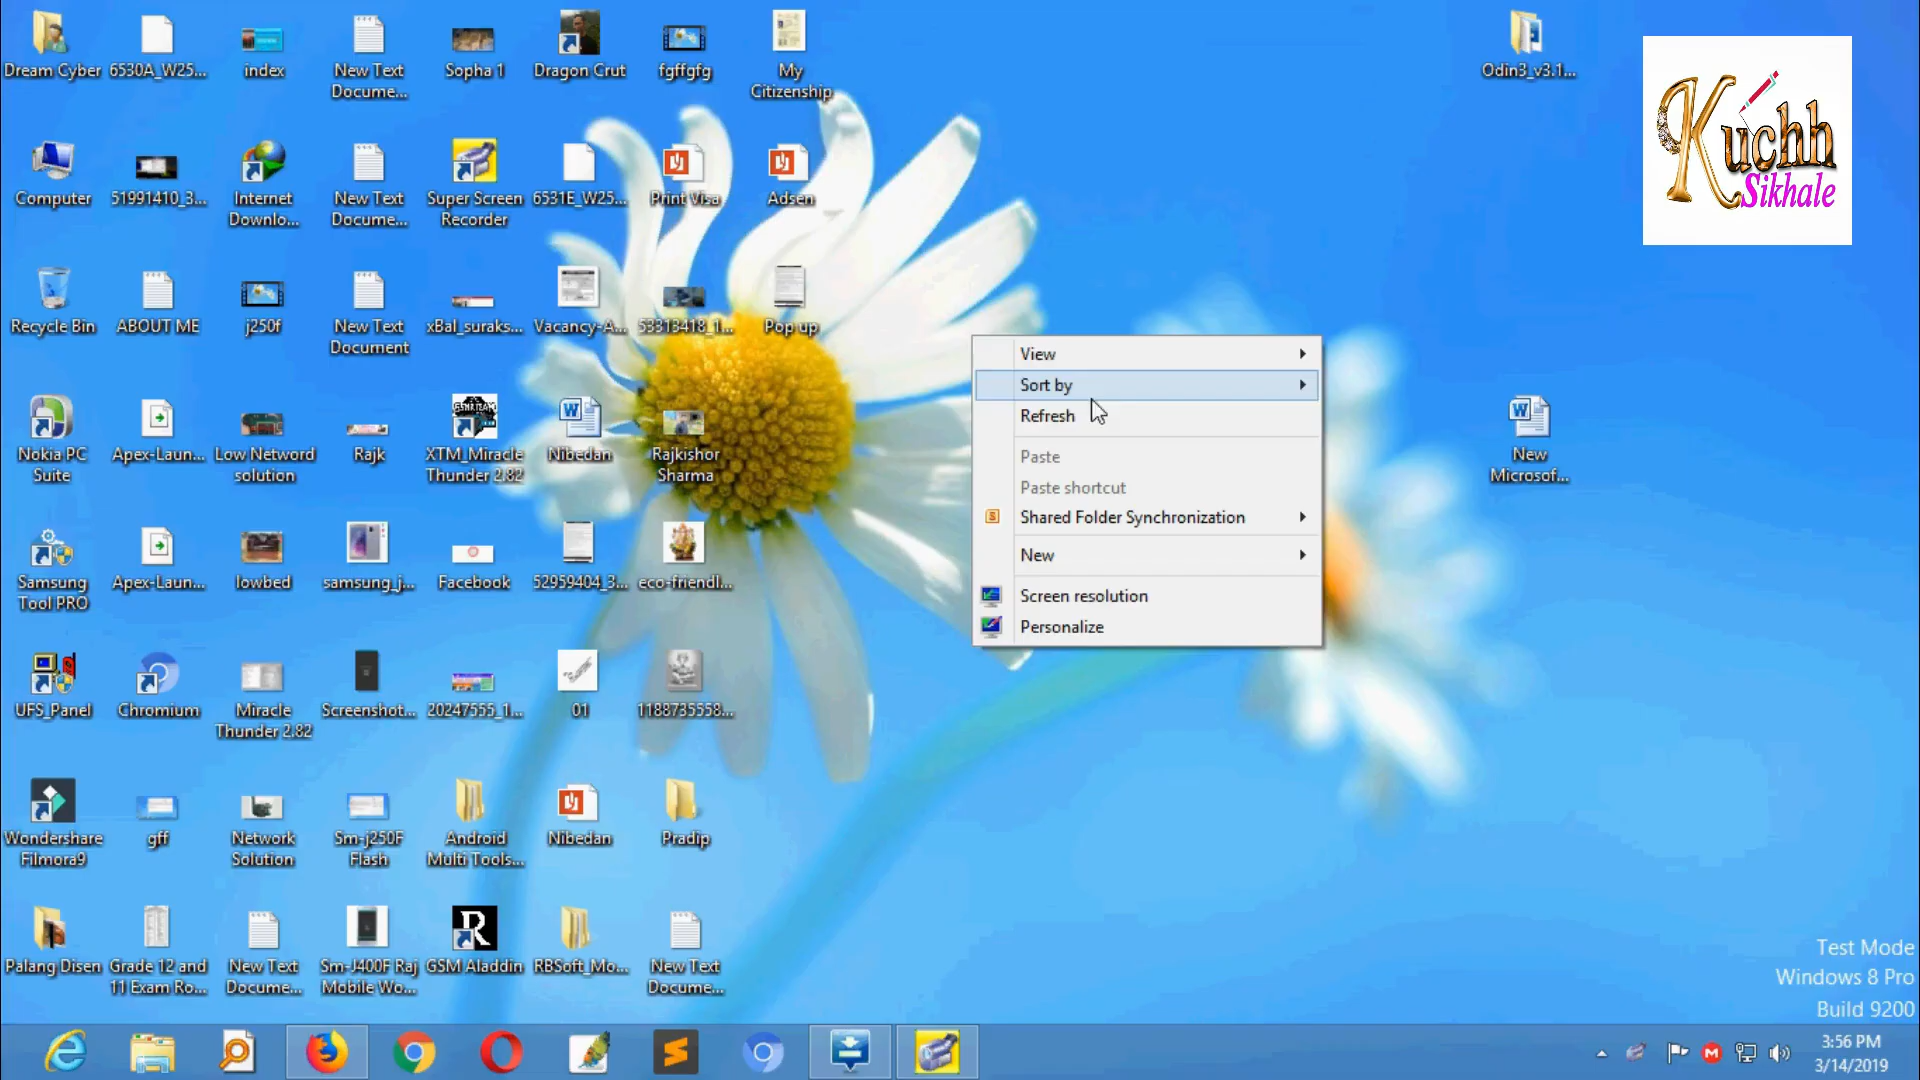 Dream Cyber
6530A_W25...
index
New Text
Docume...
Sopha 1
Dragon Crut
fgffgfg
My
Citizenship
Odin3_v3.1...
Kuchh
Sikhale
Computer
51991410_3...
Internet
Downlo...
New Text
Docume...
Super Screen
Recorder
6531E_W25...
Print Visa
Adsen
Recycle Bin
ABOUT ME
j250f
New Text
Document
xBal_suraks...
Vacancy-A...
53313418_1...
Pop up
View
Sort by
Refresh
Paste
Paste shortcut
Shared Folder Synchronization
New
Screen resolution
Personalize
Nokia PC
Suite
Apex-Laun...
Low Netword
solution
Rajk
XTM_Miracle
Thunder 2.82
Nibedan
Rajkishor
Sharma
New
Microsof...
Samsung
Tool PRO
Apex-Laun...
lowbed
samsung_j...
Facebook
52959404_3...
eco-friendl...
UFS_Panel
Chromium
Miracle
Thunder 2.82
Screenshot...
20247555_1...
01
1188735558...
Wondershare
Filmora9
gff
Network
Solution
Sm-j250F
Flash
Android
Multi Tools...
Nibedan
Pradip
Palang Disen
Grade 12 and
11 Exam Ro...
New Text
Docume...
Sm-J400F Raj
Mobile Wo...
GSM Aladdin
RBSoft_Mo...
New Text
Docume...
Test Mode
Windows 8 Pro
Build 9200
3:56 PM
3/14/2019